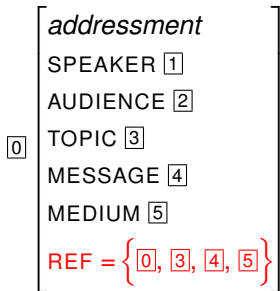 addressment
SPEAKER 1
AUDIENCE 2
TOPIC 3
0
MESSAGE 4
MEDIUM 5
REF = {0, 3, 4, 5}